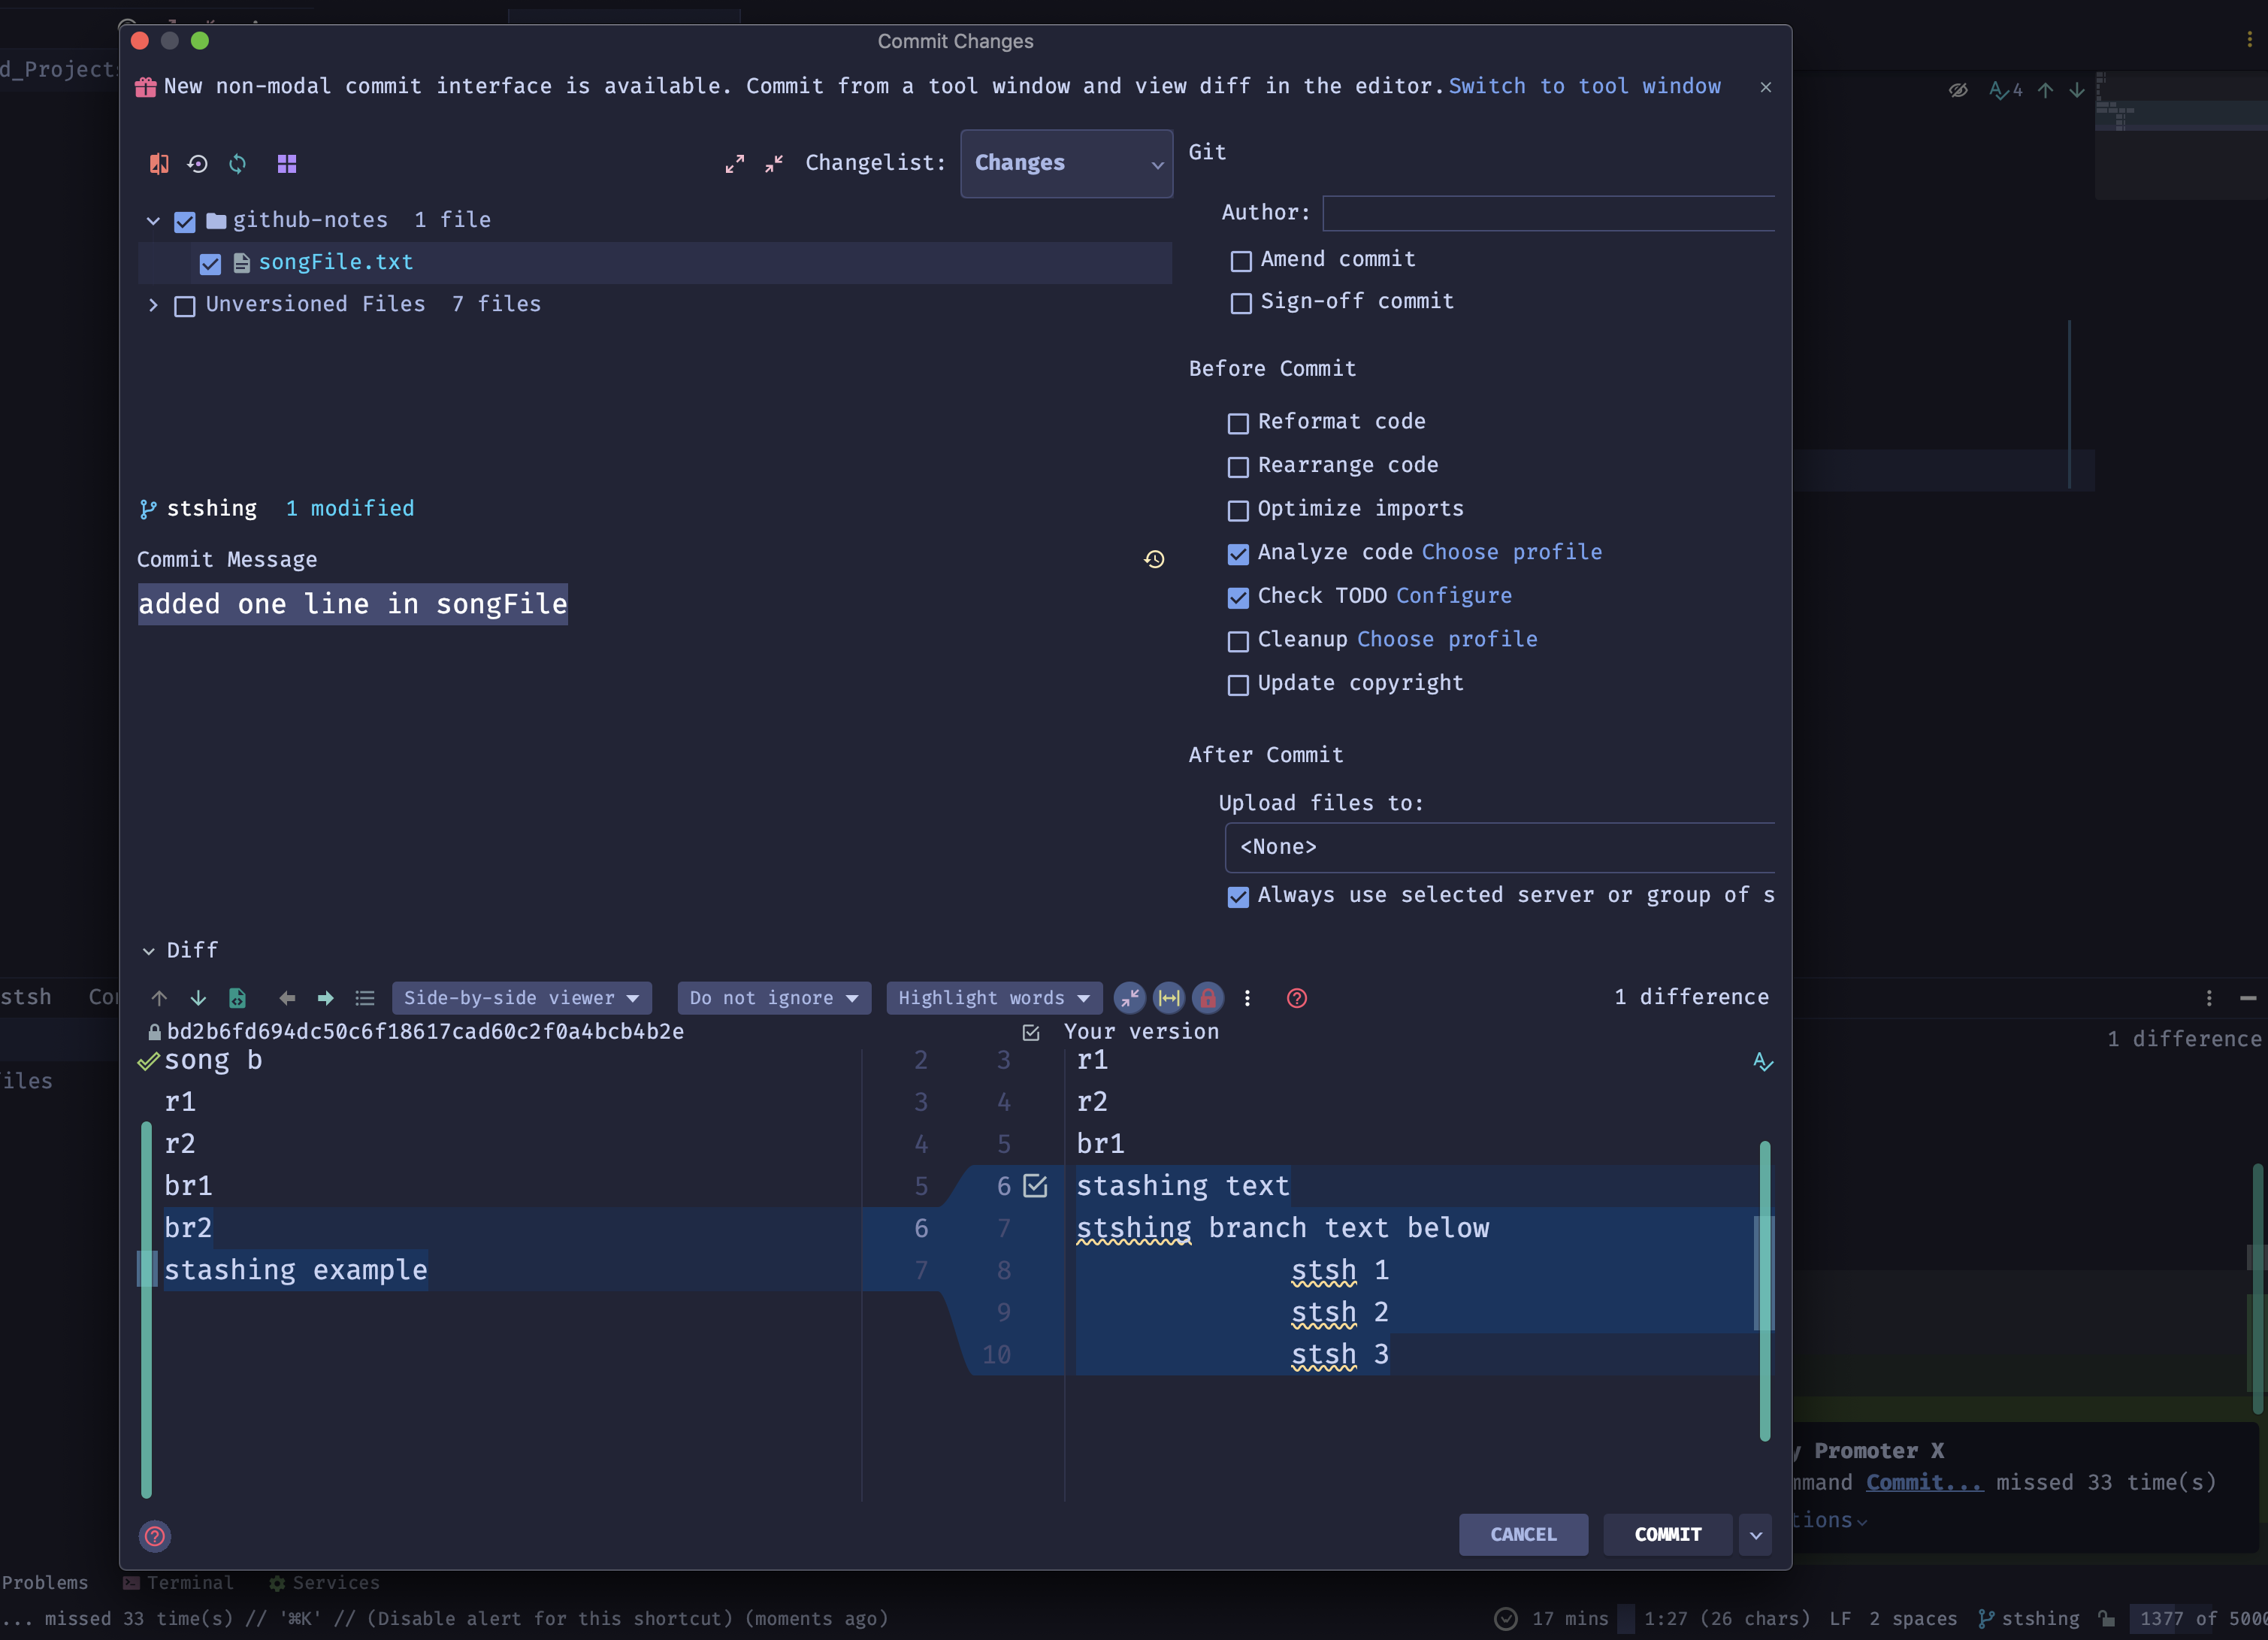 Commit Changes
New non-modal commit interface is available. Commit from a tool window and view diff in the editor. Switch to tool window
d_Projects
4
Changelist: Changes
github-notes 1 file
songFile.txt
Unversioned Files 7 files
stshing 1 modified
Commit Message
added one line in songFile
Git
Author:
Amend commit
Sign-off commit
Before Commit
Reformat code
Rearrange code
Optimize imports
Analyze code Choose profile
Check TODO Configure
Cleanup Choose profile
Update copyright
After Commit
Upload files to:
<None>
Always use selected server or group of s
Diff
stsh
Side-by-side viewer
Do not ignore
Highlight words
1 difference
bd2b6fd694dc50c6f18617cad60c2f0a4bcb4b2e
Your version
1 difference
iles
song b 2
r1 3
r2 4
br1 5
br2 6
stashing example 7
3 r1
4 r2
5 br1
6 stashing text
7 stshing branch text below
8 stsh 1
9 stsh 2
10 stsh 3
y Promoter X
mmand Commit... missed 33 time(s)
tions
CANCEL
COMMIT
Problems Terminal Services
... missed 33 time(s) // '⌘K' // (Disable alert for this shortcut) (moments ago)
17 mins 1:27 (26 chars) LF 2 spaces stshing 1377 of 5000